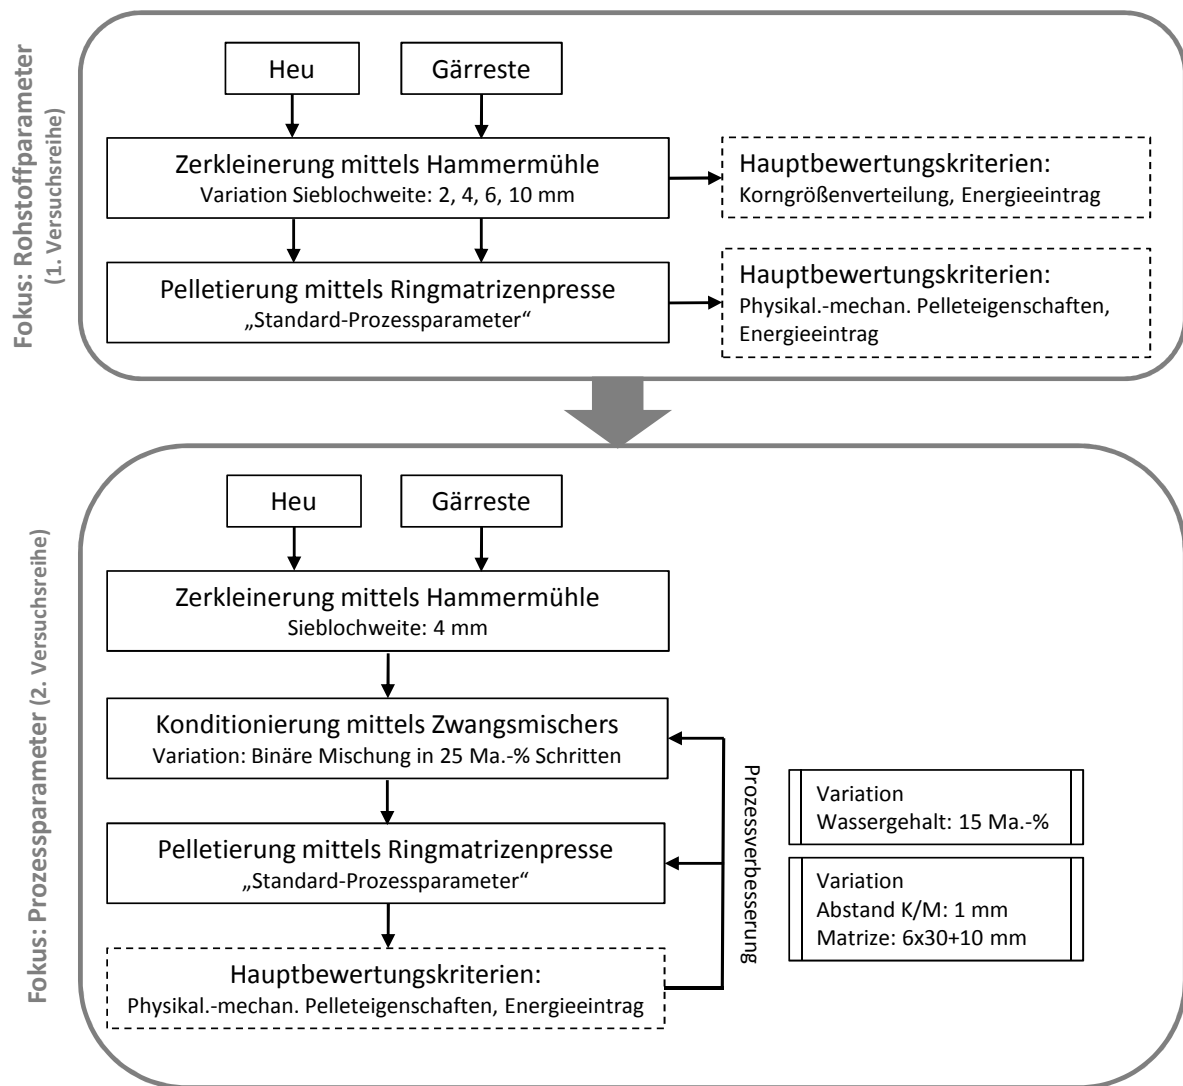 Fokus: Rohstoffparameter
(1. Versuchsreihe)
Heu
Gärreste
Zerkleinerung mittels Hammermühle
Variation Sieblochweite: 2, 4, 6, 10 mm
Hauptbewertungskriterien:
Korngrößenverteilung, Energieeintrag
Pelletierung mittels Ringmatrizenpresse
„Standard-Prozessparameter“
Hauptbewertungskriterien:
Physikal.-mechan. Pelleteigenschaften,
Energieeintrag
Fokus: Prozessparameter (2. Versuchsreihe)
Heu
Gärreste
Zerkleinerung mittels Hammermühle
Sieblochweite: 4 mm
Konditionierung mittels Zwangsmischers
Variation: Binäre Mischung in 25 Ma.-% Schritten
Pelletierung mittels Ringmatrizenpresse
„Standard-Prozessparameter“
Hauptbewertungskriterien:
Physikal.-mechan. Pelleteigenschaften, Energieeintrag
Prozessverbesserung
Variation
Wassergehalt: 15 Ma.-%
Variation
Abstand K/M: 1 mm
Matrize: 6x30+10 mm